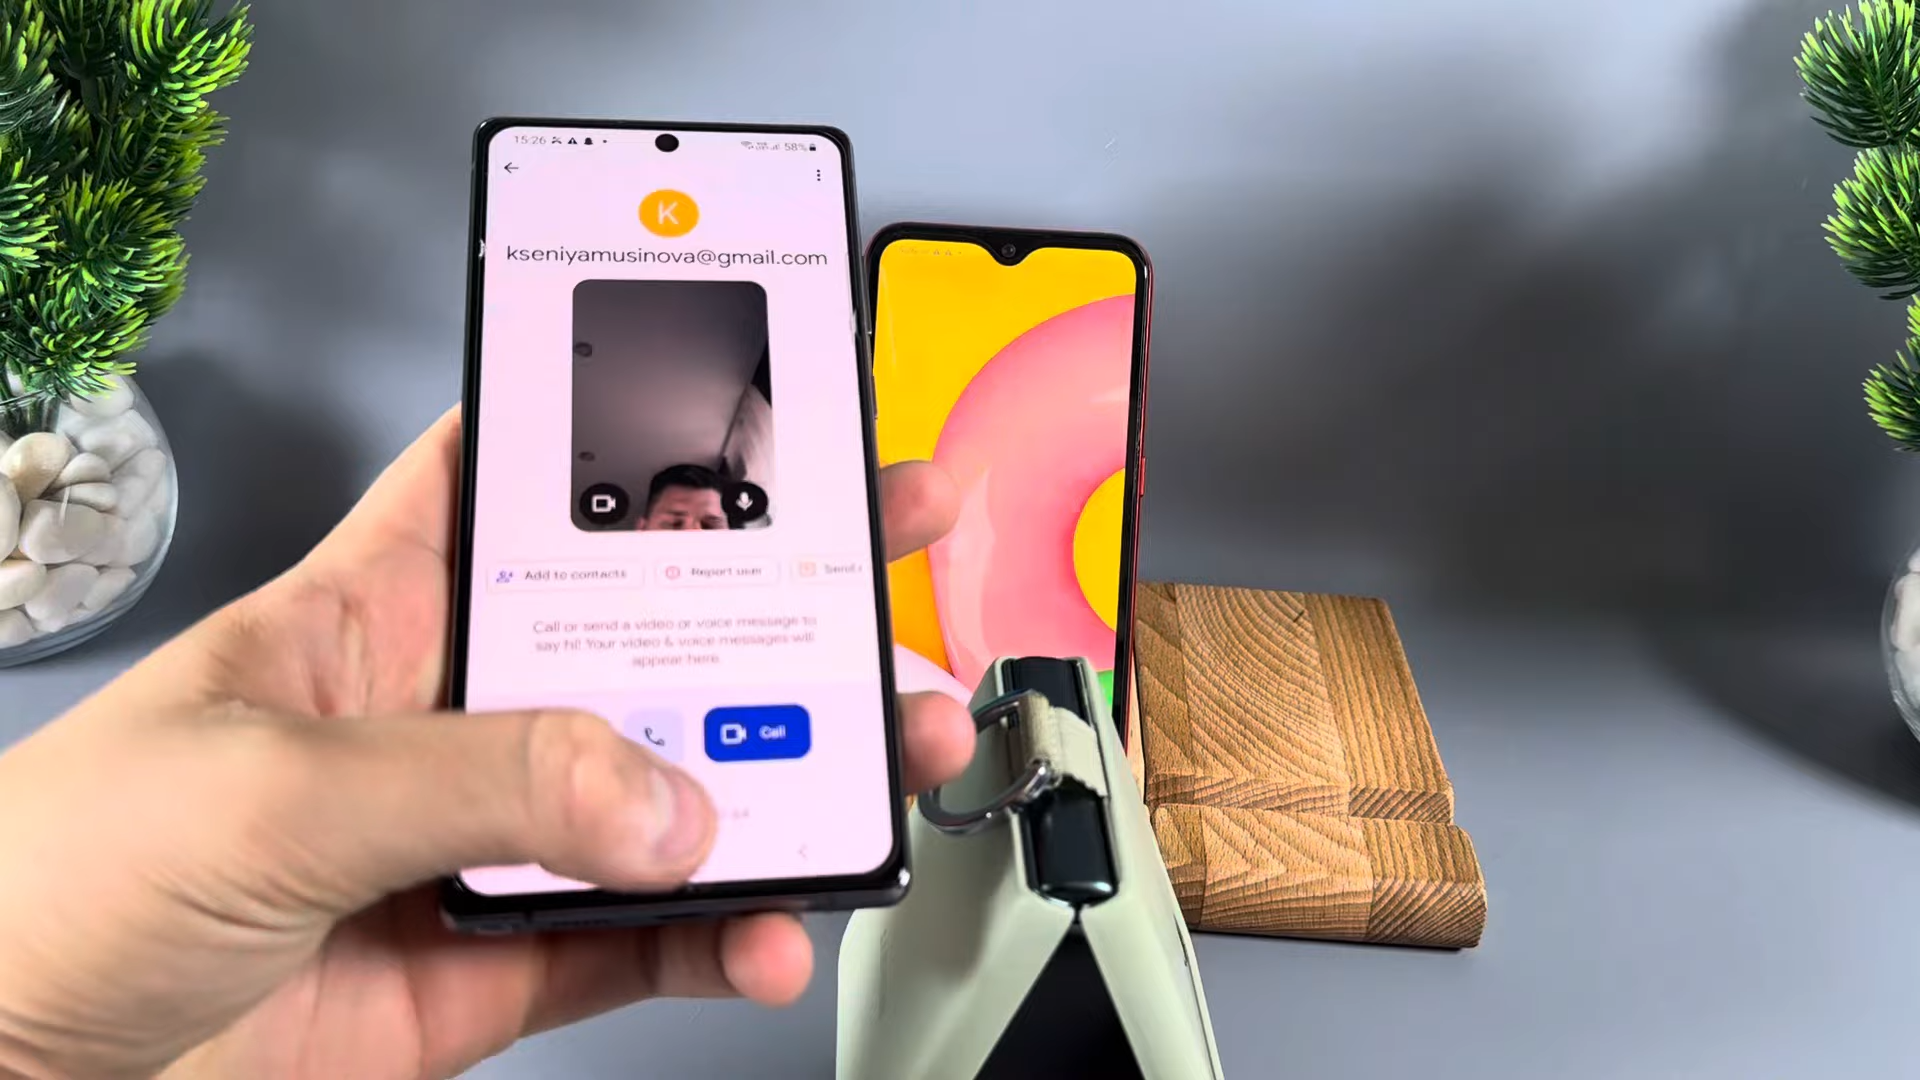 15:26
58%
K
kseniyamusinova@gmail.com
Add to contacts
Report user
Send
Call or send a video or voice message to
say hi! Your video & voice messages will
appear here.
Call